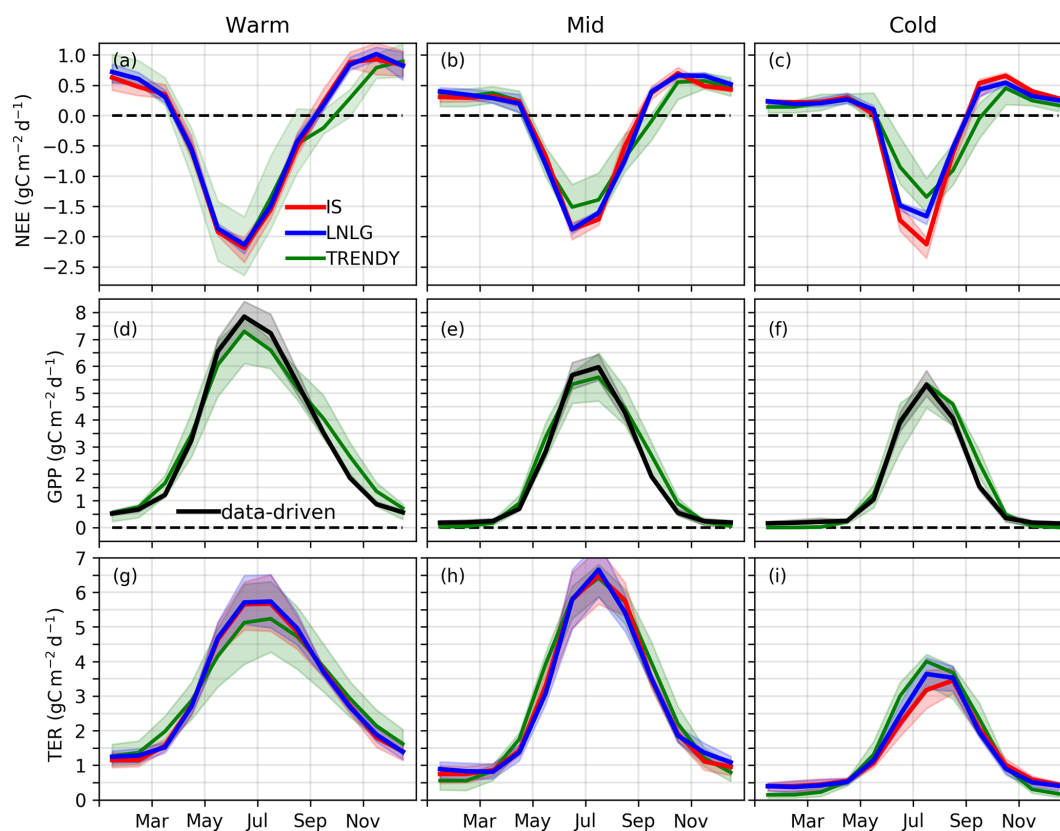 Warm Mid Cold
(a) (b) (c)
NEE (gC m⁻² d⁻¹)
1.0
0.5
0.0
−0.5
−1.0
−1.5
−2.0
−2.5
IS
LNLG
TRENDY
(d) (e) (f)
GPP (gC m⁻² d⁻¹)
8
7
6
5
4
3
2
1
0
data-driven
(g) (h) (i)
TER (gC m⁻² d⁻¹)
7
6
5
4
3
2
1
0
Mar May Jul Sep Nov Mar May Jul Sep Nov Mar May Jul Sep Nov